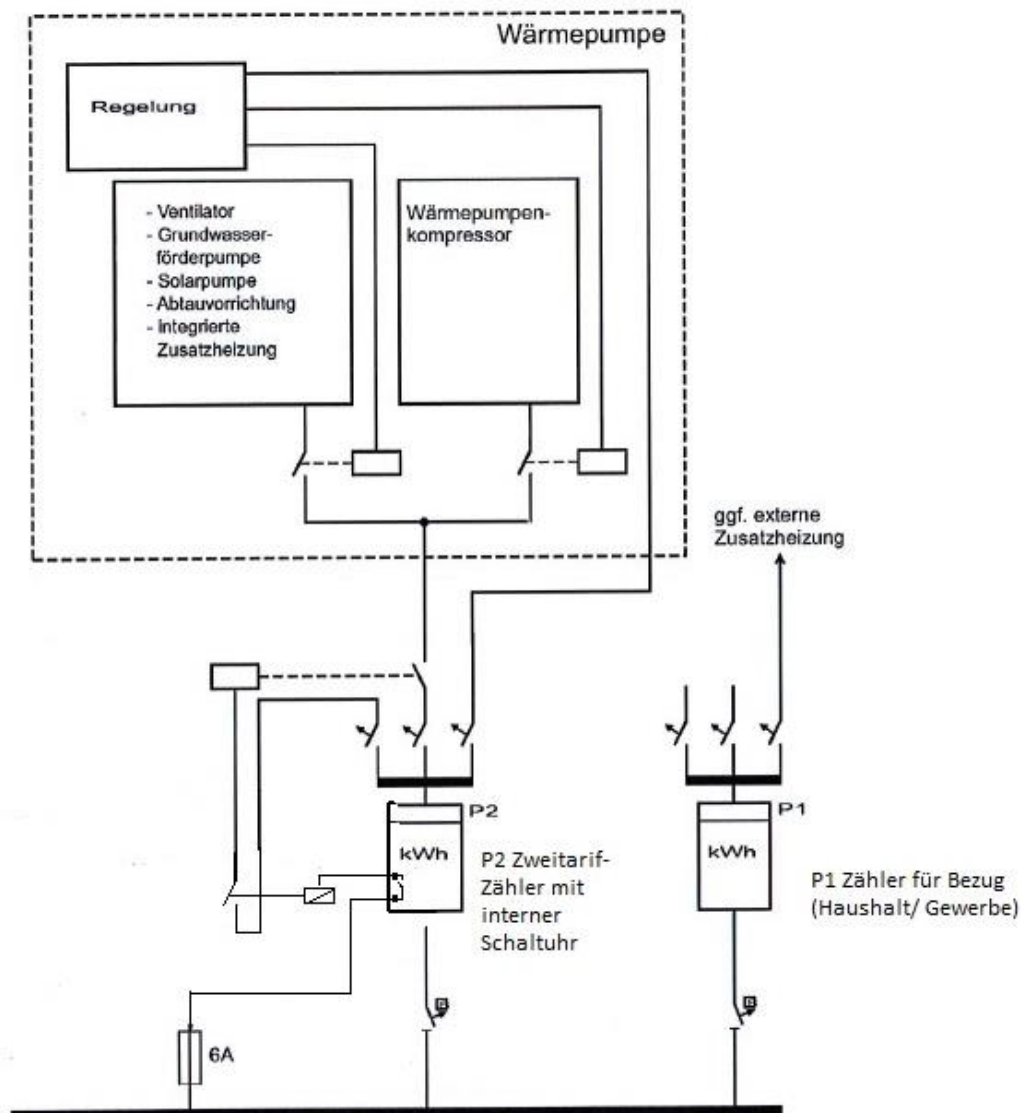 Wärmepumpe
Regelung
- Ventilator
- Grundwasser-
förderpumpe
- Solarpumpe
- Abtauvorrichtung
- Integrierte
Zusatzheizung
Wärmepumpen-
kompressor
ggf. externe
Zusatzheizung
P2
kWh
P2 Zweitarif-
Zähler mit
interner
Schaltuhr
P1
kWh
P1 Zähler für Bezug
(Haushalt/ Gewerbe)
6A